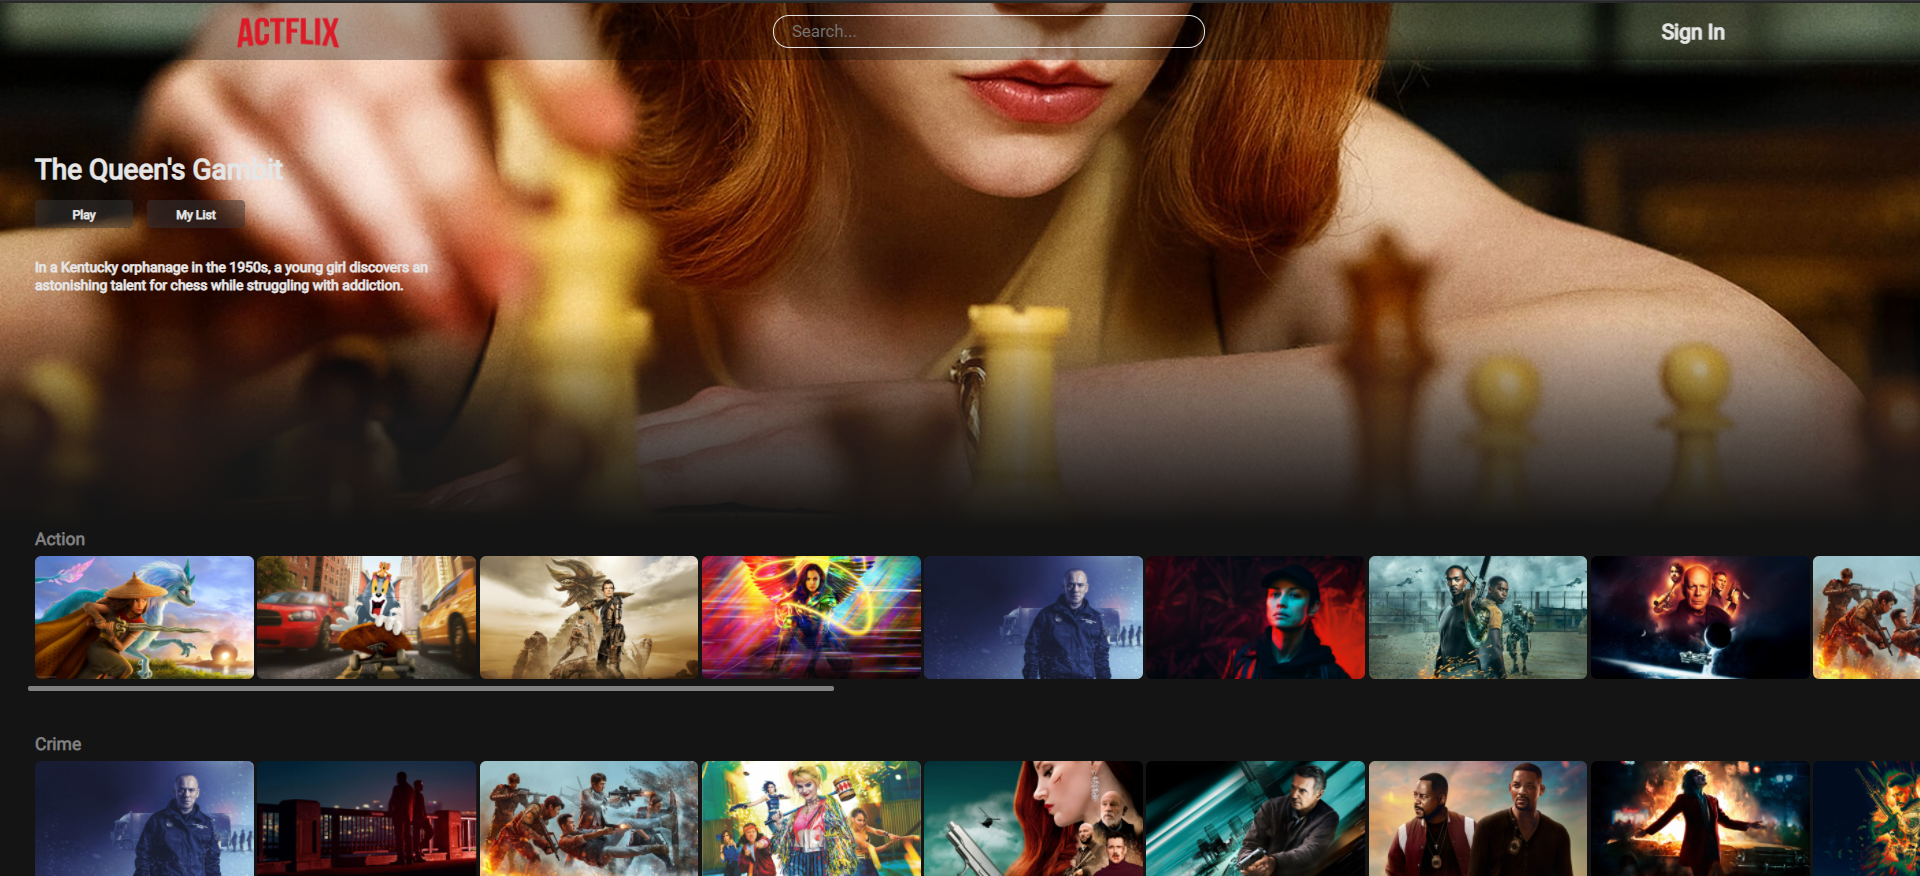 ACTFLIX
Search...
Sign In
The Queen's Gambit
Play
My List
In a Kentucky orphanage in the 1950s, a young girl discovers an
astonishing talent for chess while struggling with addiction.
Action
Crime